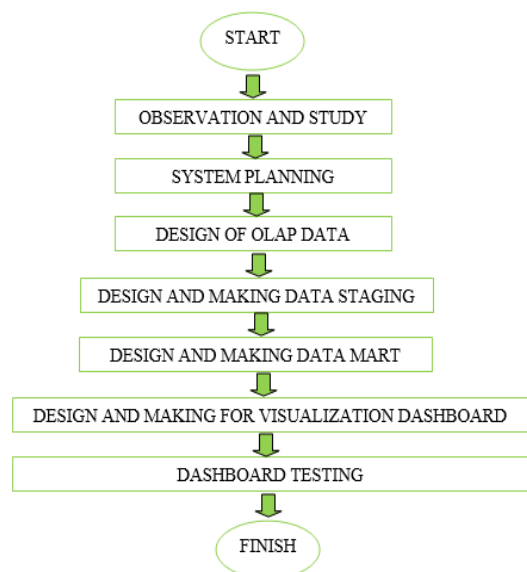 START
OBSERVATION AND STUDY
SYSTEM PLANNING
DESIGN OF OLAP DATA
DESIGN AND MAKING DATA STAGING
DESIGN AND MAKING DATA MART
DESIGN AND MAKING FOR VISUALIZATION DASHBOARD
DASHBOARD TESTING
FINISH